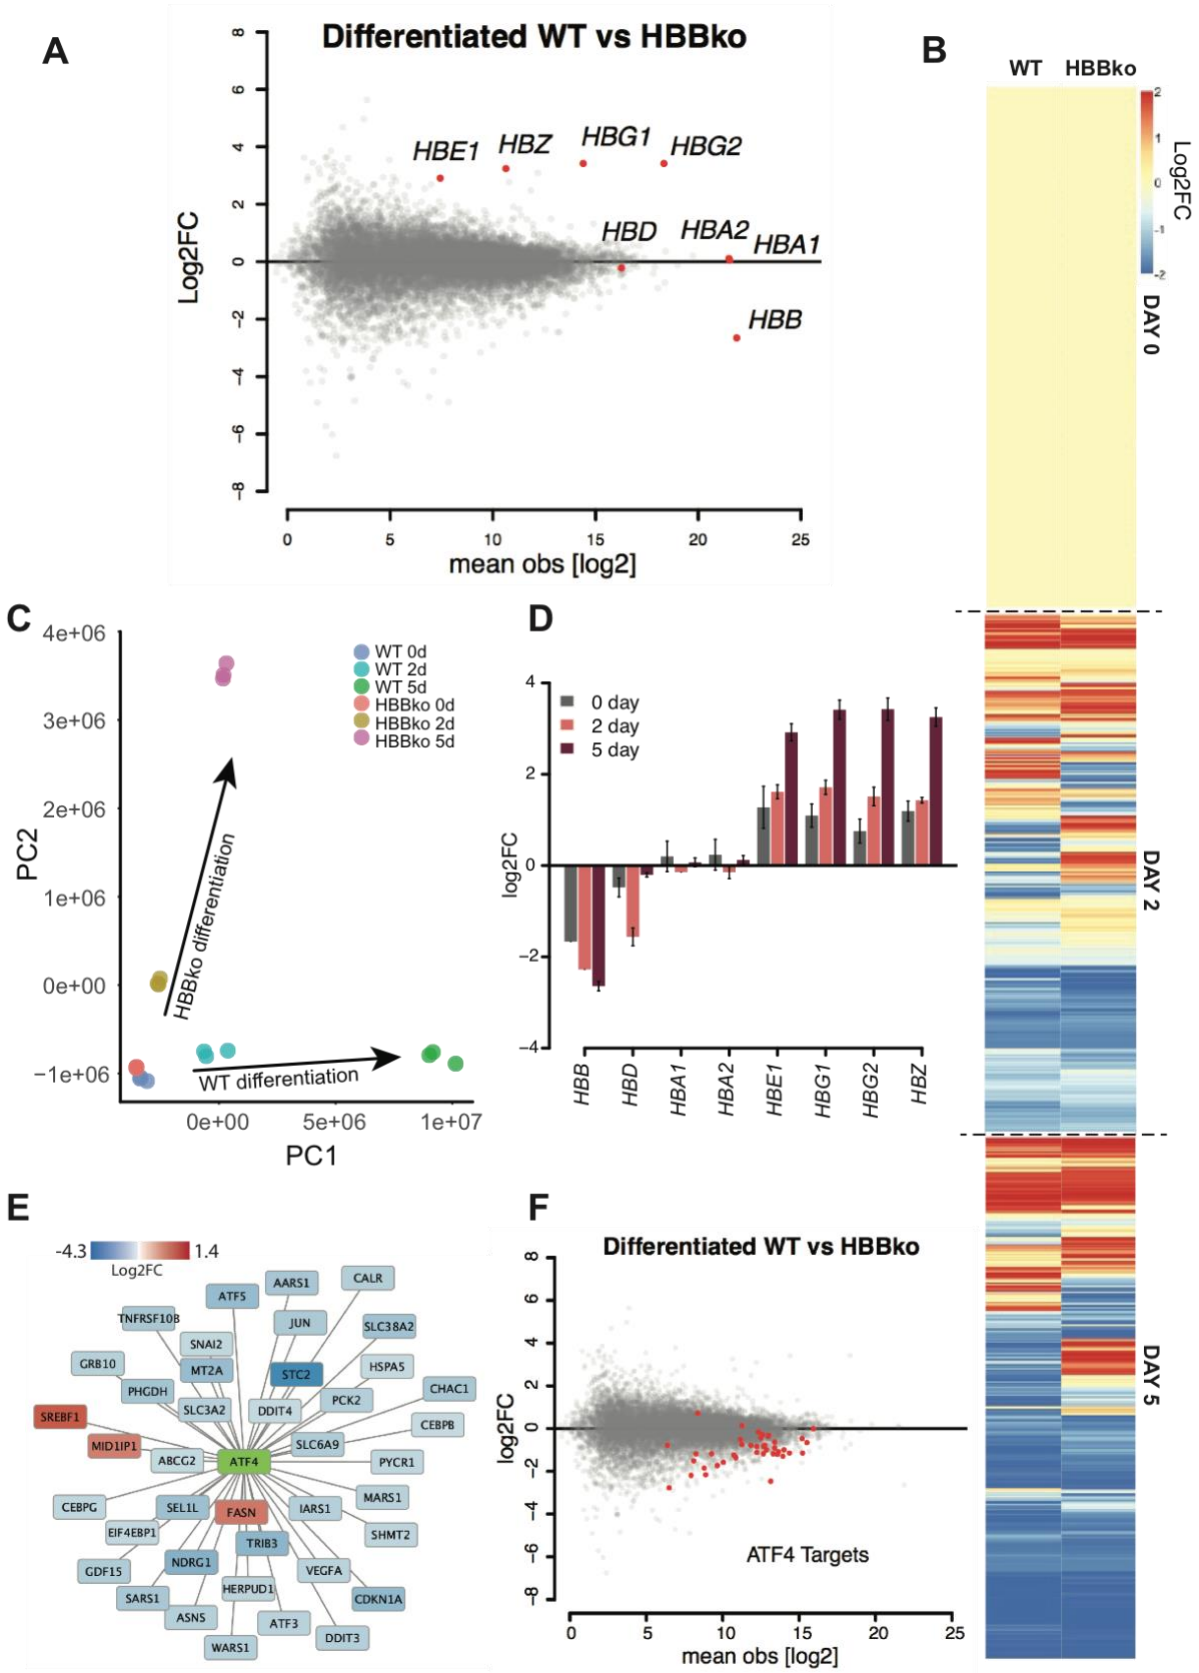 A
Differentiated WT vs HBBko
8
6
4
2
0
−2
−4
−6
−8
Log2FC
HBE1
HBZ
HBG1
HBG2
HBD
HBA2
HBA1
HBB
0
5
10
15
20
25
mean obs [log2]
B
WT
HBBko
2
1
0
-1
-2
Log2FC
DAY 0
DAY 2
DAY 5
C
4e+06
3e+06
2e+06
1e+06
0e+00
−1e+06
PC2
WT 0d
WT 2d
WT 5d
HBBko 0d
HBBko 2d
HBBko 5d
HBBko differentiation
WT differentiation
0e+00
5e+06
1e+07
PC1
D
4
2
0
−2
−4
log2FC
0 day
2 day
5 day
HBB
HBD
HBA1
HBA2
HBE1
HBG1
HBG2
HBZ
E
-4.3
1.4
Log2FC
AARS1
CALR
ATF5
TNFRSF10B
JUN
SLC38A2
SNAI2
GRB10
MT2A
STC2
HSPA5
PHGDH
PCK2
CHAC1
SLC3A2
DDIT4
SREBF1
CEBPB
MID1IP1
SLC6A9
ABCG2
ATF4
PYCR1
MARS1
CEBPG
SEL1L
FASN
IARS1
EIF4EBP1
SHMT2
TRIB3
NDRG1
GDF15
VEGFA
HERPUD1
SARS1
CDKN1A
ASNS
ATF3
DDIT3
WARS1
F
Differentiated WT vs HBBko
8
6
4
2
0
-2
-4
-6
-8
log2FC
ATF4 Targets
0
5
10
15
20
25
mean obs [log2]